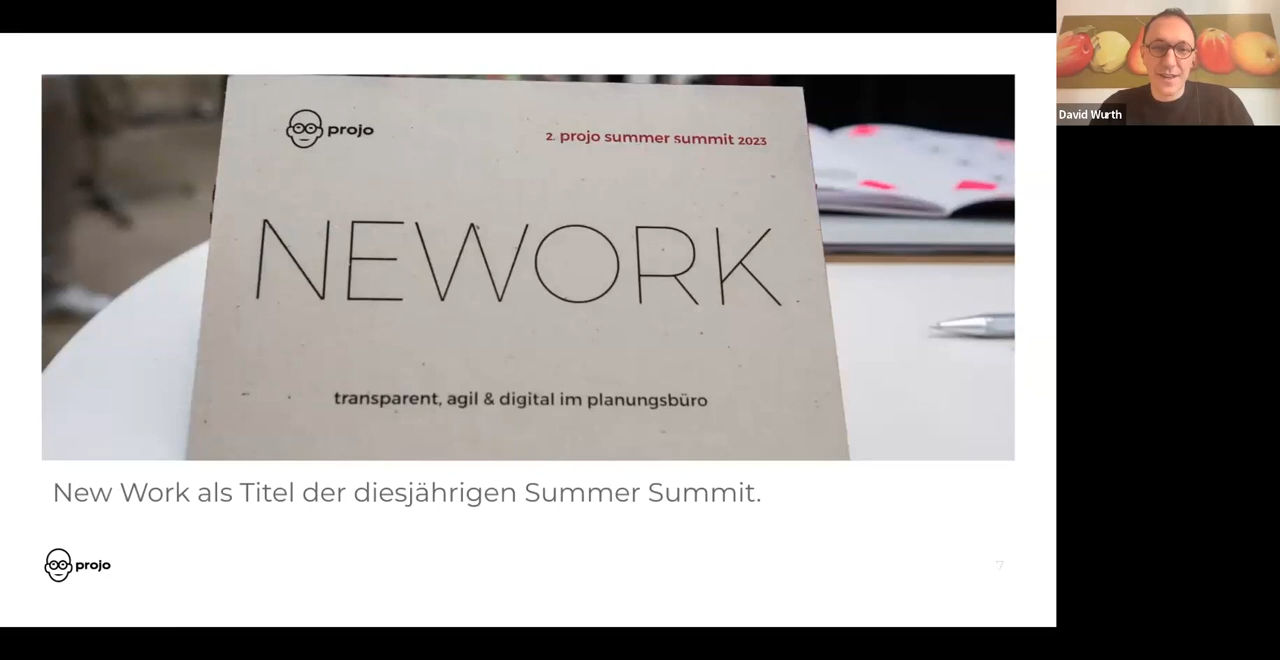 projo
2. projo summer summit 2023
NEWORK
transparent, agil & digital im planungsbüro
New Work als Titel der diesjährigen Summer Summit.
projo
7
David Wurth